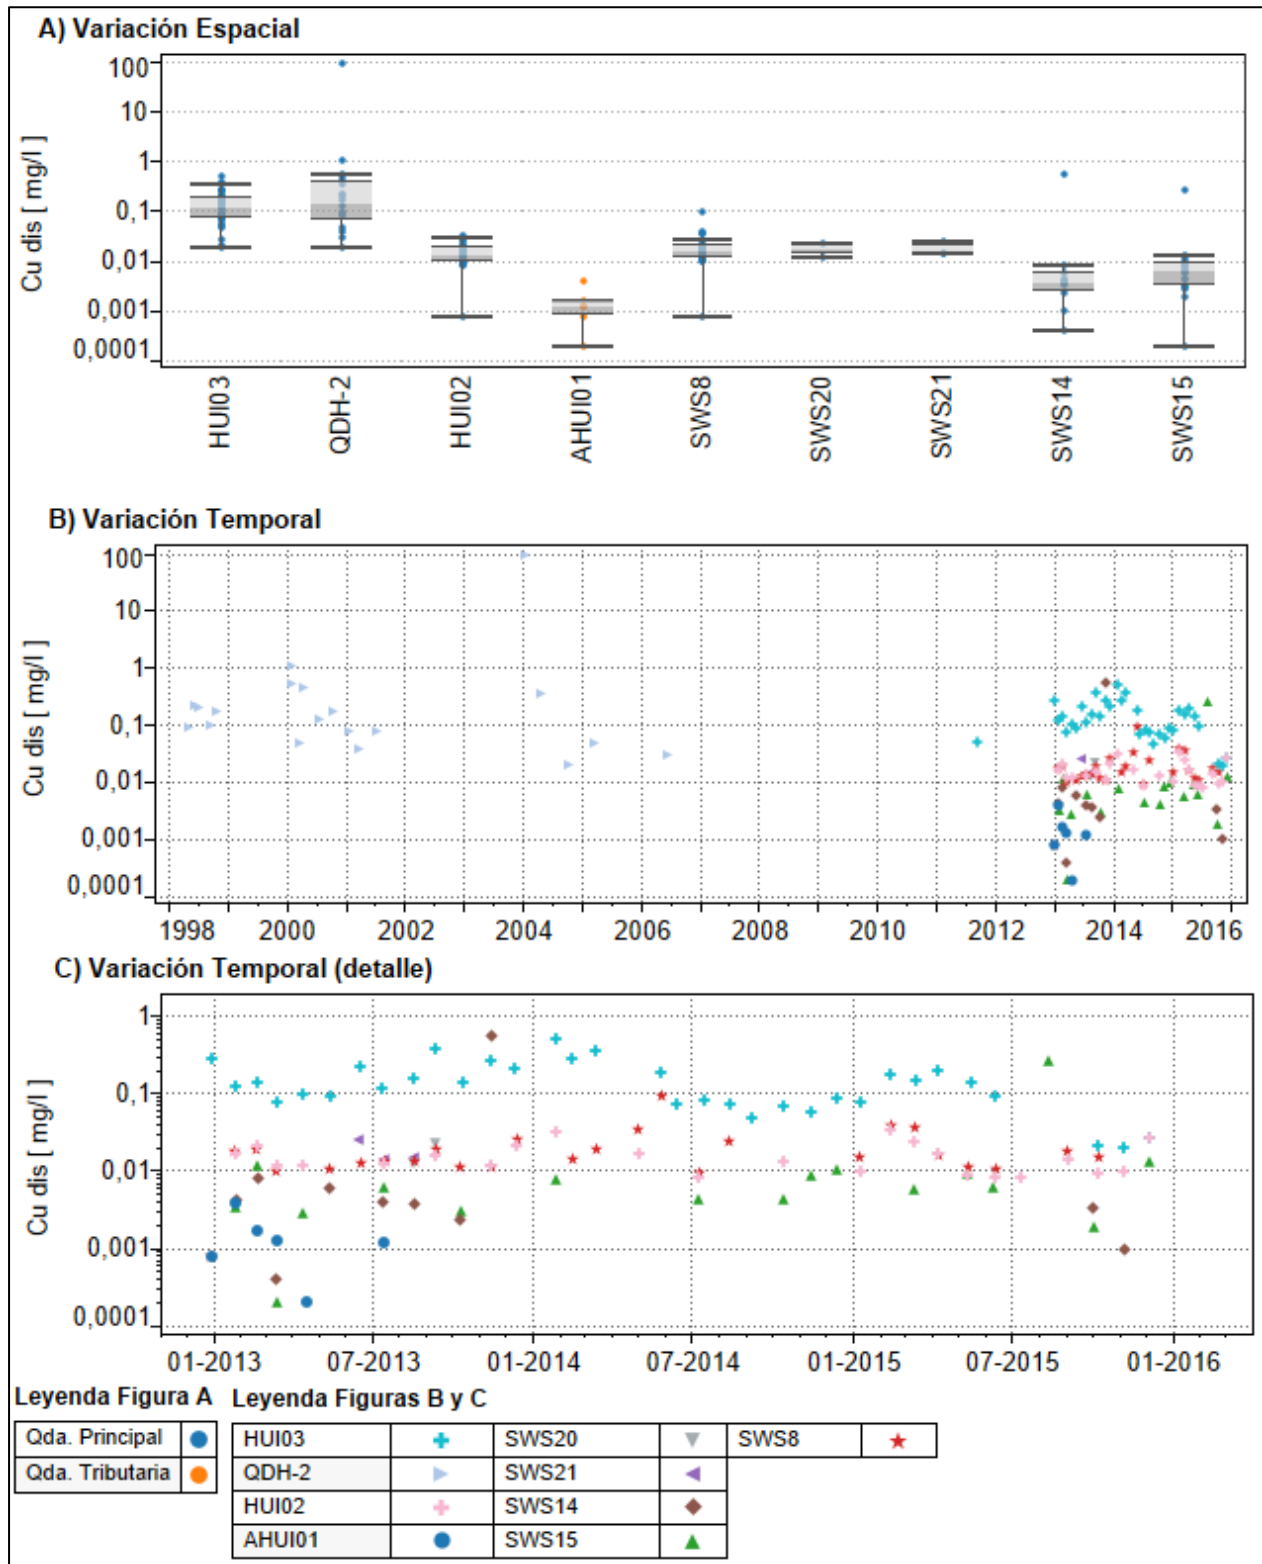 A) Variación Espacial
Cu dis [ mg/l ]
100
10
1
0,1
0,01
0,001
0,0001
HUI03
QDH-2
HUI02
AHUI01
SWS8
SWS20
SWS21
SWS14
SWS15
B) Variación Temporal
Cu dis [ mg/l ]
100
10
1
0,1
0,01
0,001
0,0001
1998 2000 2002 2004 2006 2008 2010 2012 2014 2016
C) Variación Temporal (detalle)
Cu dis [ mg/l ]
1
0,1
0,01
0,001
0,0001
01-2013 07-2013 01-2014 07-2014 01-2015 07-2015 01-2016
Leyenda Figura A Leyenda Figuras B y C
Qda. Principal HUI03 SWS20 SWS8
Qda. Tributaria QDH-2 SWS21
HUI02 SWS14
AHUI01 SWS15